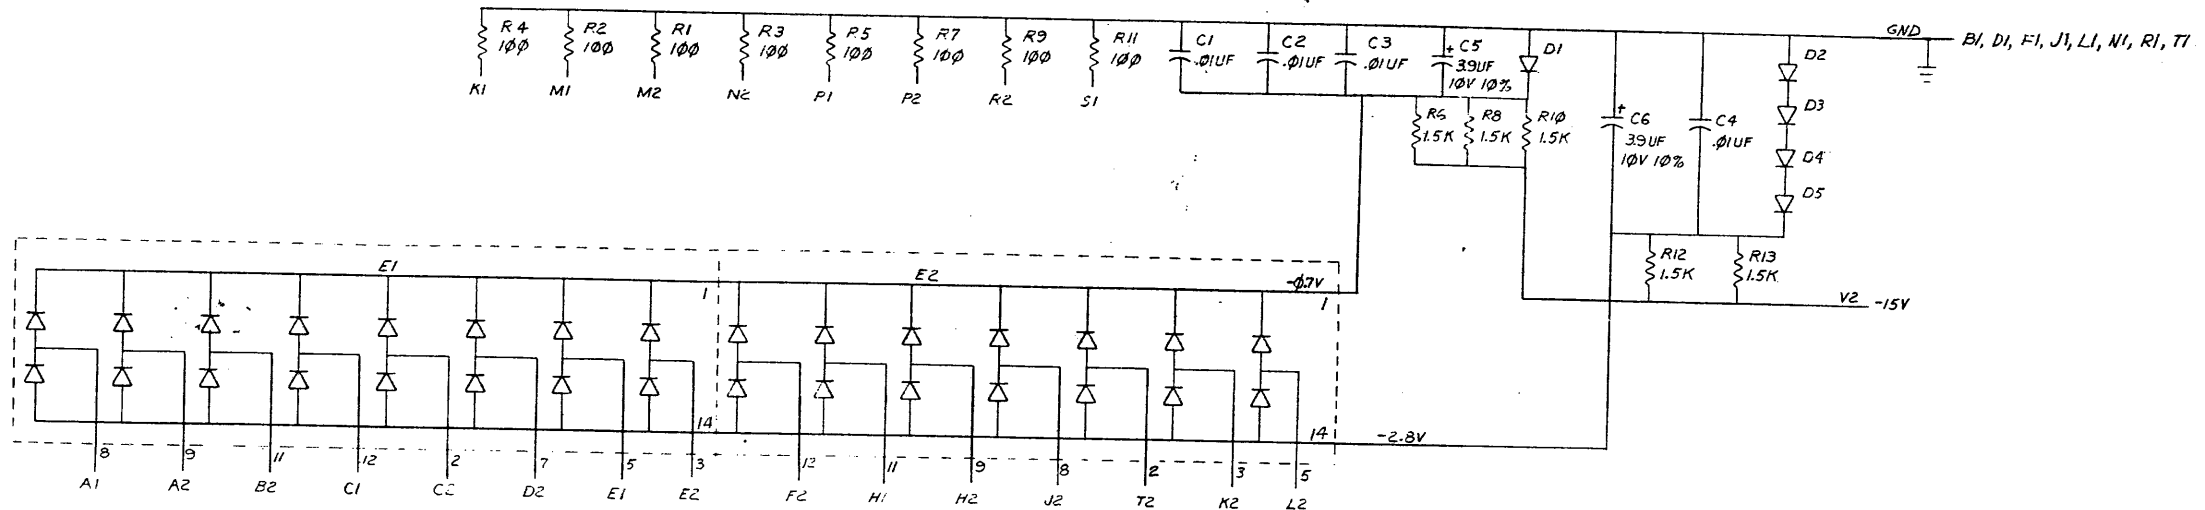 R4 100
R2 100
R1 100
R3 100
R5 100
R7 100
R9 100
R11 100
K1
M1
M2
N2
P1
P2
R2
S1
C1 .01UF
C2 .01UF
C3 .01UF
+ C5 3.9UF 10V 10%
D1
GND
B1, D1, F1, J1, L1, N1, R1, T1
R6 1.5K
R8 1.5K
R10 1.5K
+ C6 3.9UF 10V 10%
C4 .01UF
D2
D3
D4
D5
R12 1.5K
R13 1.5K
V2 -15V
E1
E2
1
-0.7V
1
14
14
-2.8V
8
9
11
12
2
7
5
3
11
9
8
2
3
5
A1
A2
B2
C1
D2
E1
E2
F2
H1
H2
J2
T2
K2
L2